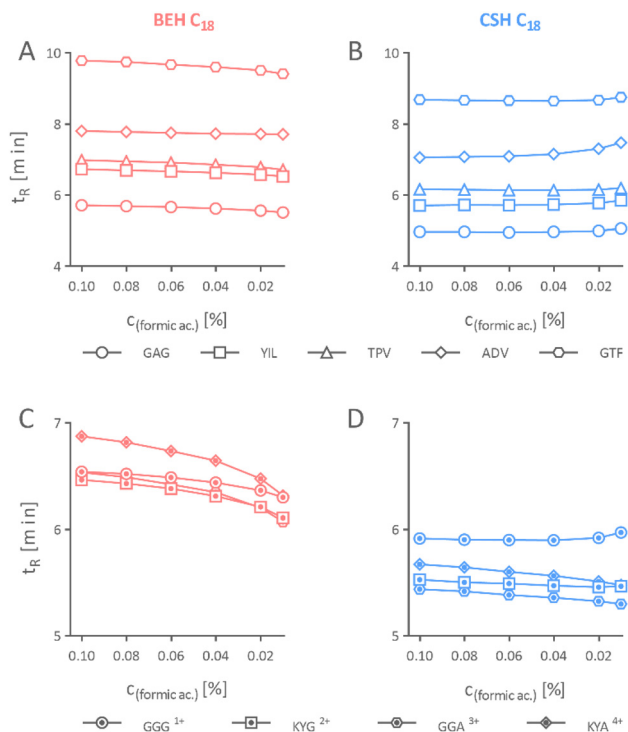 BEH C18
CSH C18
A
B
10
8
6
4
tR [min]
0.10 0.08 0.06 0.04 0.02
c(formic ac.) [%]
10
8
6
4
tR [min]
0.10 0.08 0.06 0.04 0.02
c(formic ac.) [%]
GAG YIL TPV ADV GTF
C
D
7
6
5
tR [min]
0.10 0.08 0.06 0.04 0.02
c(formic ac.) [%]
7
6
5
tR [min]
0.10 0.08 0.06 0.04 0.02
c(formic ac.) [%]
GGG 1+ KYG 2+ GGA 3+ KYA 4+